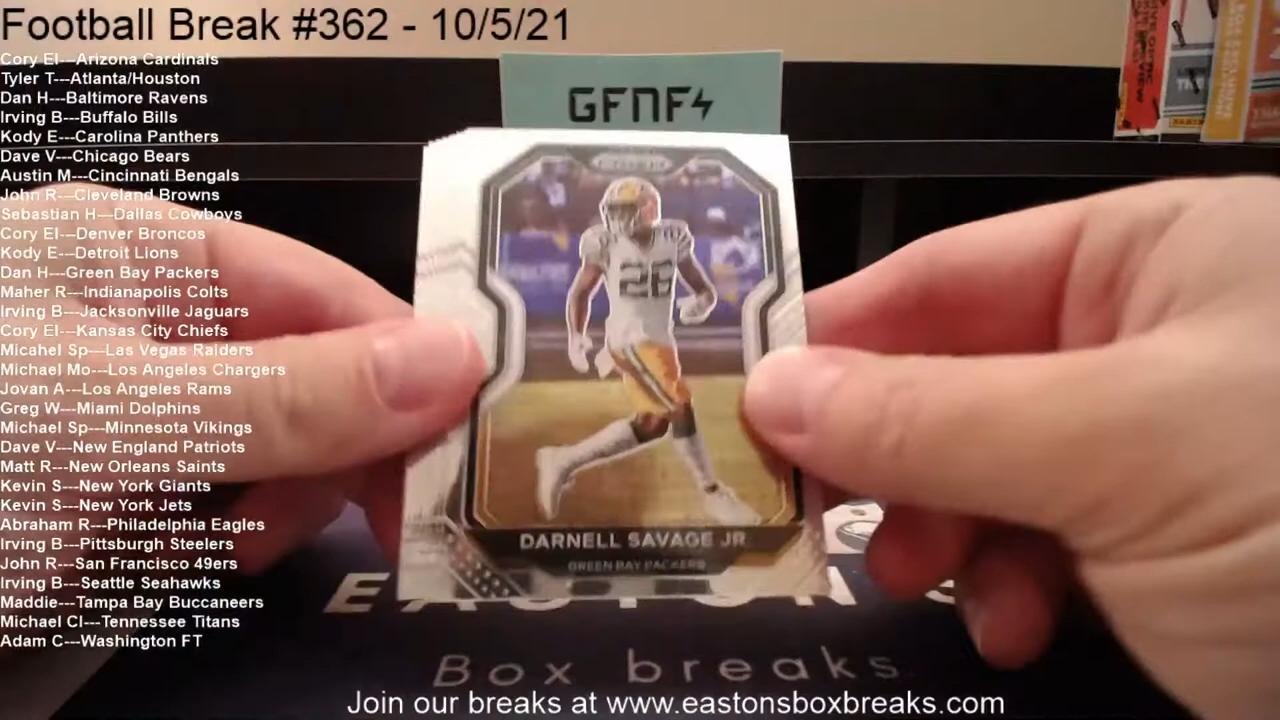 Football Break #362 - 10/5/21
Cory El---Arizona Cardinals
Tyler T---Atlanta/Houston
Dan H---Baltimore Ravens
Irving B---Buffalo Bills
Kody E---Carolina Panthers
Dave V---Chicago Bears
Austin M---Cincinnati Bengals
John R---Cleveland Browns
Sebastian H---Dallas Cowboys
Cory El---Denver Broncos
Kody E---Detroit Lions
Dan H---Green Bay Packers
Maher R---Indianapolis Colts
Irving B---Jacksonville Jaguars
Cory El---Kansas City Chiefs
Micahel Sp---Las Vegas Raiders
Michael Mo---Los Angeles Chargers
Jovan A---Los Angeles Rams
Greg W---Miami Dolphins
Michael Sp---Minnesota Vikings
Dave V---New England Patriots
Matt R---New Orleans Saints
Kevin S---New York Giants
Kevin S---New York Jets
Abraham R---Philadelphia Eagles
Irving B---Pittsburgh Steelers
John R---San Francisco 49ers
Irving B---Seattle Seahawks
Maddie---Tampa Bay Buccaneers
Michael Cl---Tennessee Titans
Adam C---Washington FT
GFNF
PRIZM
26
DARNELL SAVAGE JR.
GREEN BAY PACKERS
Box breaks
Join our breaks at www.eastonsboxbreaks.com